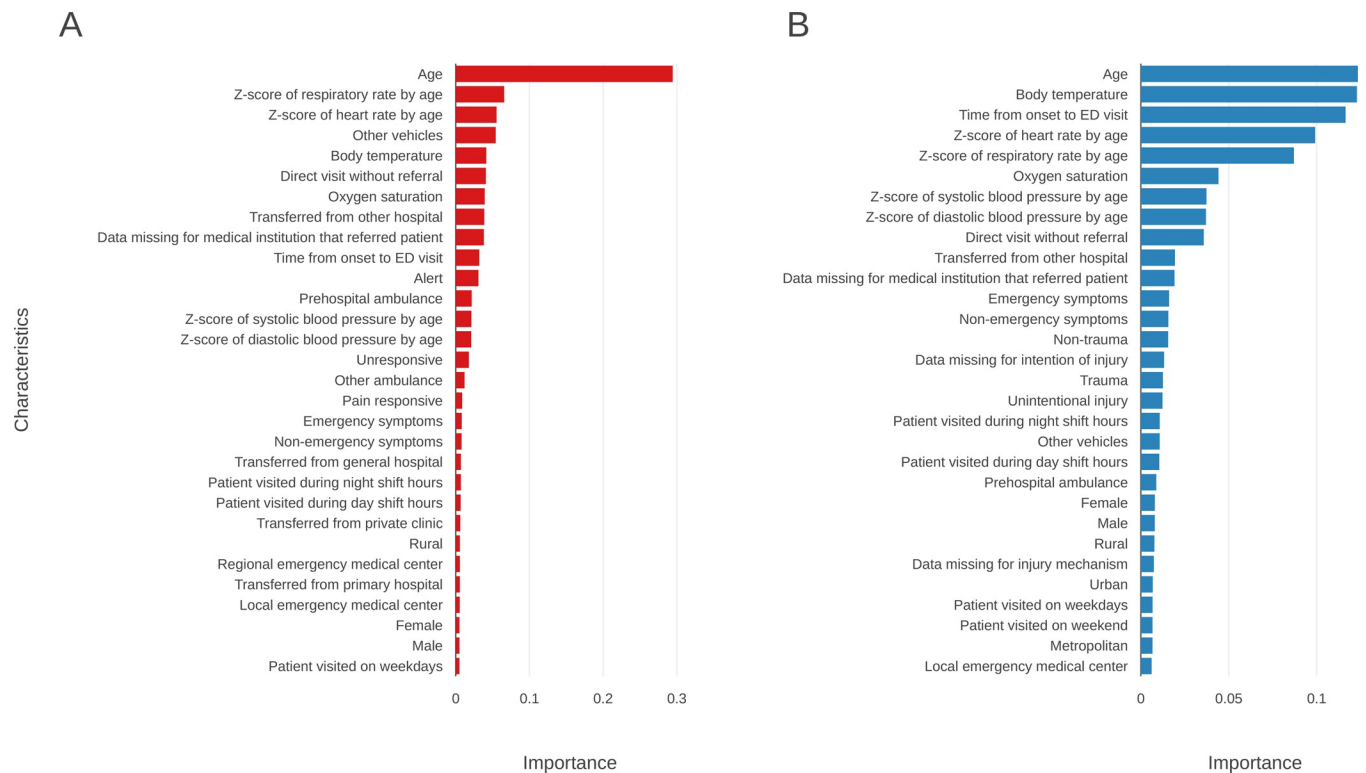 A
Characteristics
Age
Z-score of respiratory rate by age
Z-score of heart rate by age
Other vehicles
Body temperature
Direct visit without referral
Oxygen saturation
Transferred from other hospital
Data missing for medical institution that referred patient
Time from onset to ED visit
Alert
Prehospital ambulance
Z-score of systolic blood pressure by age
Z-score of diastolic blood pressure by age
Unresponsive
Other ambulance
Pain responsive
Emergency symptoms
Non-emergency symptoms
Transferred from general hospital
Patient visited during night shift hours
Patient visited during day shift hours
Transferred from private clinic
Rural
Regional emergency medical center
Transferred from primary hospital
Local emergency medical center
Female
Male
Patient visited on weekdays
0 0.1 0.2 0.3
Importance
B
Age
Body temperature
Time from onset to ED visit
Z-score of heart rate by age
Z-score of respiratory rate by age
Oxygen saturation
Z-score of systolic blood pressure by age
Z-score of diastolic blood pressure by age
Direct visit without referral
Transferred from other hospital
Data missing for medical institution that referred patient
Emergency symptoms
Non-emergency symptoms
Non-trauma
Data missing for intention of injury
Trauma
Unintentional injury
Patient visited during night shift hours
Other vehicles
Patient visited during day shift hours
Prehospital ambulance
Female
Male
Rural
Data missing for injury mechanism
Urban
Patient visited on weekdays
Patient visited on weekend
Metropolitan
Local emergency medical center
0 0.05 0.1
Importance